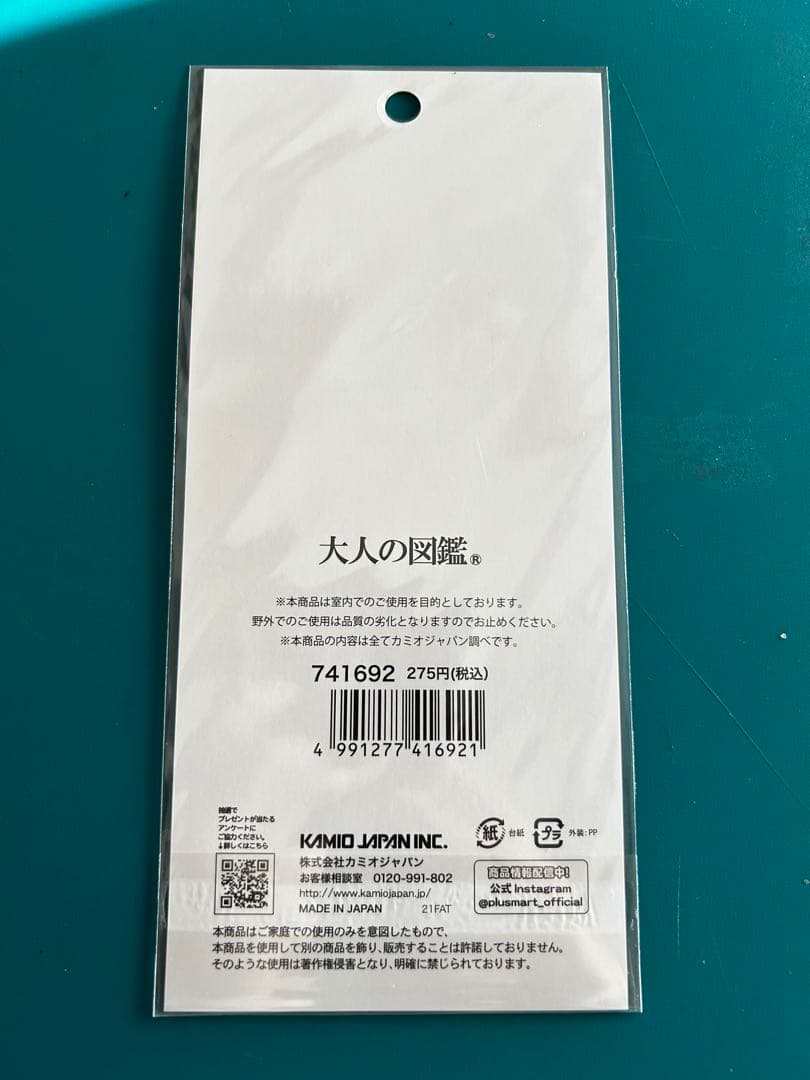 大人の図鑑®
※本商品は室内でのご使用を目的としております。
野外でのご使用は品質の劣化となりますのでお止めください。
※本商品の内容は全てカミオジャパン調べです。
741692 275円(税込)
4 991277 416921
抽選で
プレゼントが当たる
アンケートに
ご協力ください。
↓詳しくはこちら
KAMIO JAPAN INC.
株式会社カミオジャパン
お客様相談室 0120-991-802
http://www.kamiojapan.jp/
MADE IN JAPAN 21FAT
紙 台紙 プラ 外装:PP
商品情報配信中!
公式 Instagram
@plusmart_official
本商品はご家庭での使用のみを意図したもので、
本商品を使用して別の商品を飾り、販売することは許諾しておりません。
そのような使用は著作権侵害となり、明確に禁じられております。